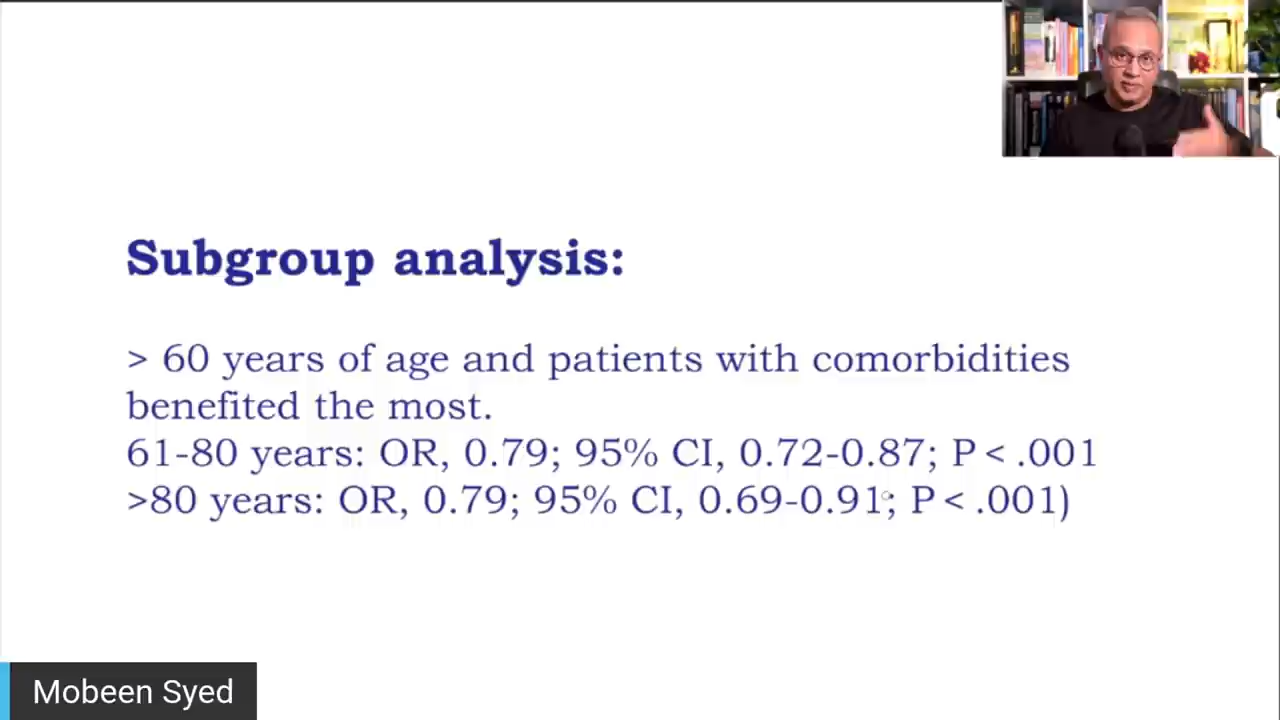 Subgroup analysis:
> 60 years of age and patients with comorbidities
benefited the most.
61-80 years: OR, 0.79; 95% CI, 0.72-0.87; P < .001
>80 years: OR, 0.79; 95% CI, 0.69-0.91; P < .001)
Mobeen Syed